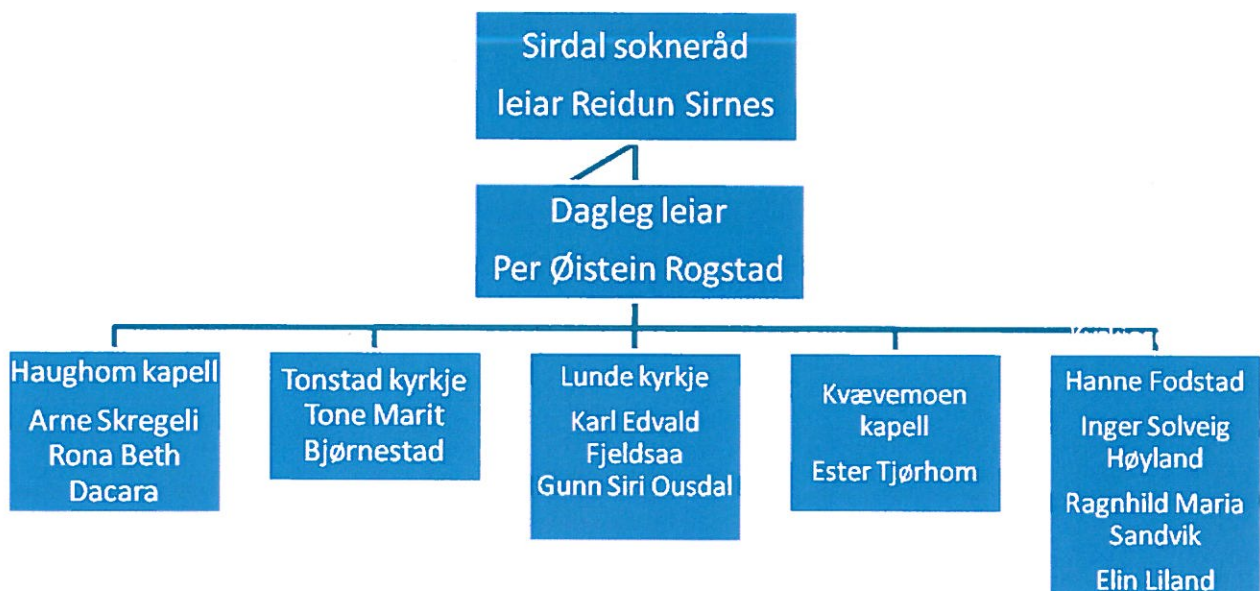 Sirdal sokneråd
leiar Reidun Sirnes
Dagleg leiar
Per Øistein Rogstad
Haughom kapell
Arne Skregeli
Rona Beth
Dacara
Tonstad kyrkje
Tone Marit
Bjørnestad
Lunde kyrkje
Karl Edvald
Fjeldsaa
Gunn Siri Ousdal
Kvævemoen
kapell
Ester Tjørhom
Hanne Fodstad
Inger Solveig
Høyland
Ragnhild Maria
Sandvik
Elin Liland